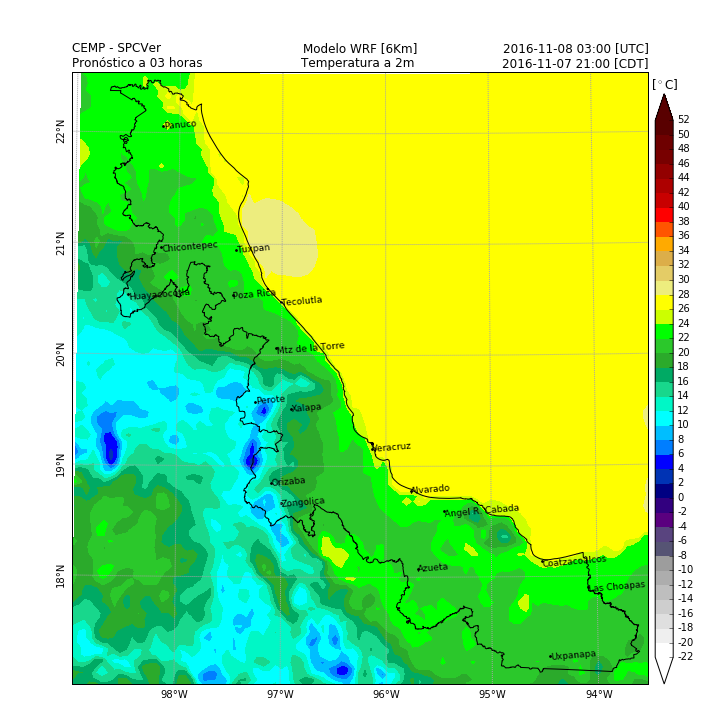 CEMP - SPCVer Modelo WRF [6Km] 2016-11-08 03:00 [UTC]
Pronóstico a 03 horas Temperatura a 2m 2016-11-07 21:00 [CDT]
[°C]
52
50
48
46
44
42
40
38
36
34
32
30
28
26
24
22
20
18
16
14
12
10
8
6
4
2
0
-2
-4
-6
-8
-10
-12
-14
-16
-18
-20
-22
22°N
21°N
20°N
19°N
18°N
Panuco
Chicontepec
Tuxpan
Huayacocotla
Poza Rica
Tecolutla
Mtz de la Torre
Perote
Xalapa
Veracruz
Orizaba
Alvarado
Zongolica
Angel R. Cabada
Azueta
Coatzacoalcos
Las Choapas
Uxpanapa
98°W 97°W 96°W 95°W 94°W